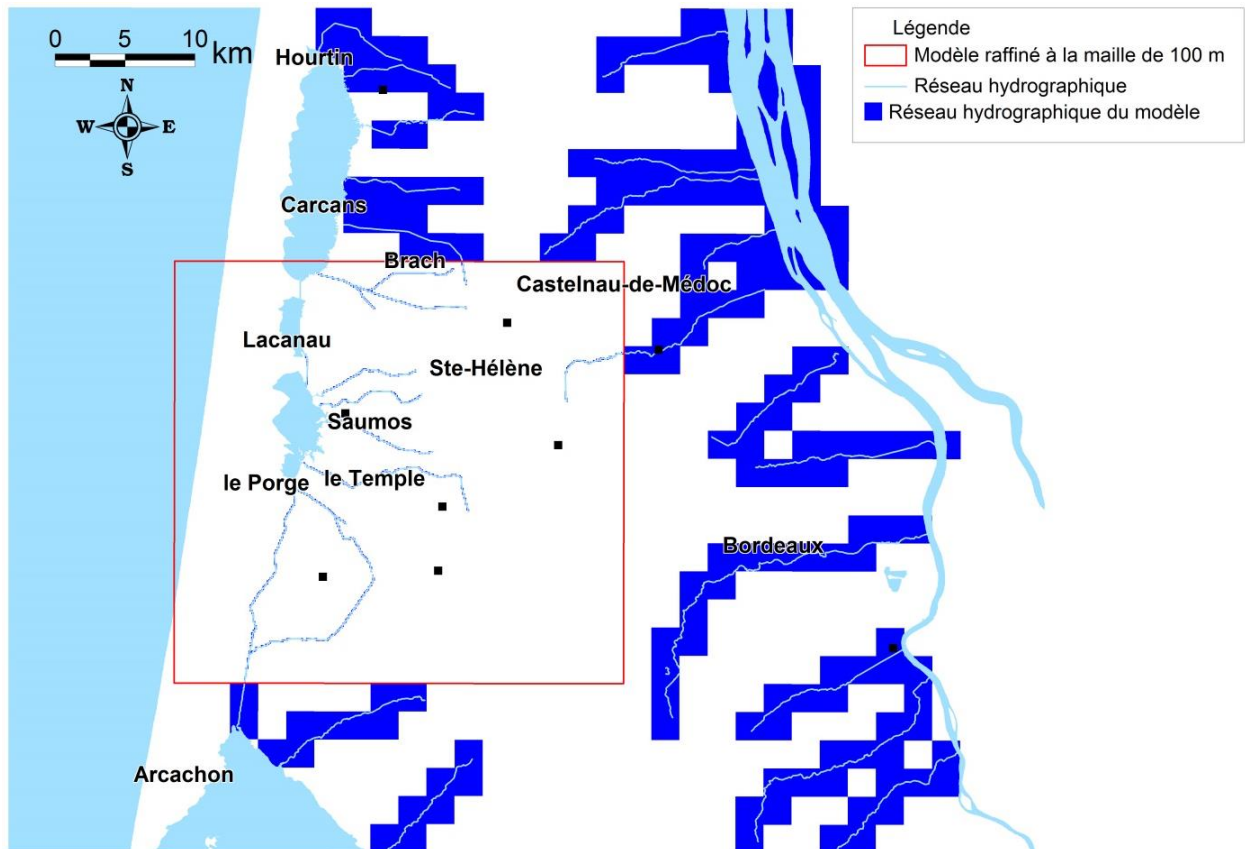 0 5 10
km
N
W E
S
Hourtin
Carcans
Brach
Castelnau-de-Médoc
Lacanau
Ste-Hélène
Saumos
le Porge
le Temple
Bordeaux
Arcachon
Légende
Modèle raffiné à la maille de 100 m
Réseau hydrographique
Réseau hydrographique du modèle